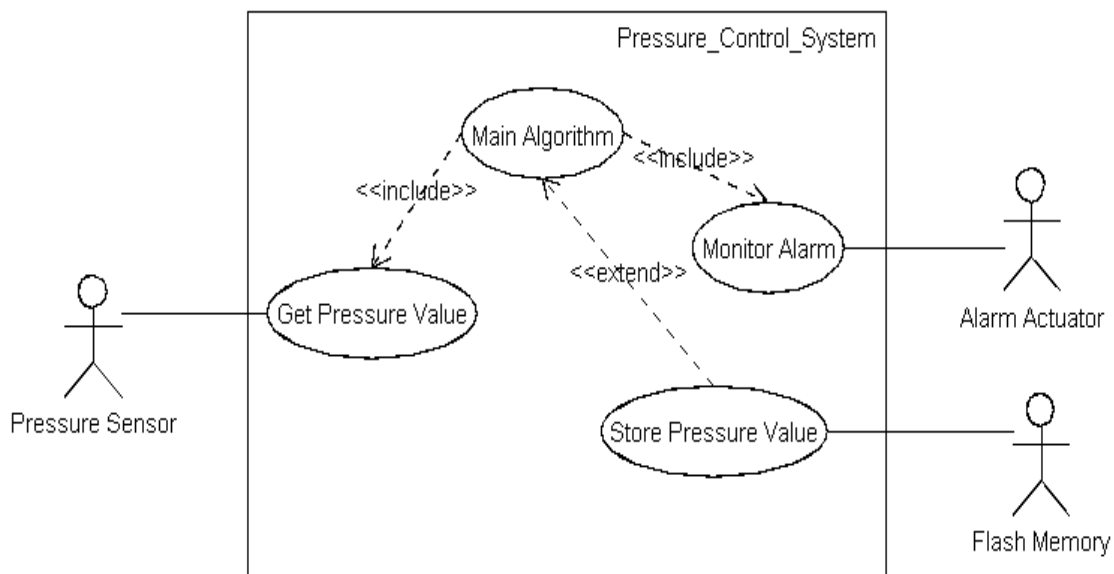 Pressure_Control_System
Main Algorithm
<<include>>
<<include>>
Monitor Alarm
<<extend>>
Get Pressure Value
Alarm Actuator
Pressure Sensor
Store Pressure Value
Flash Memory